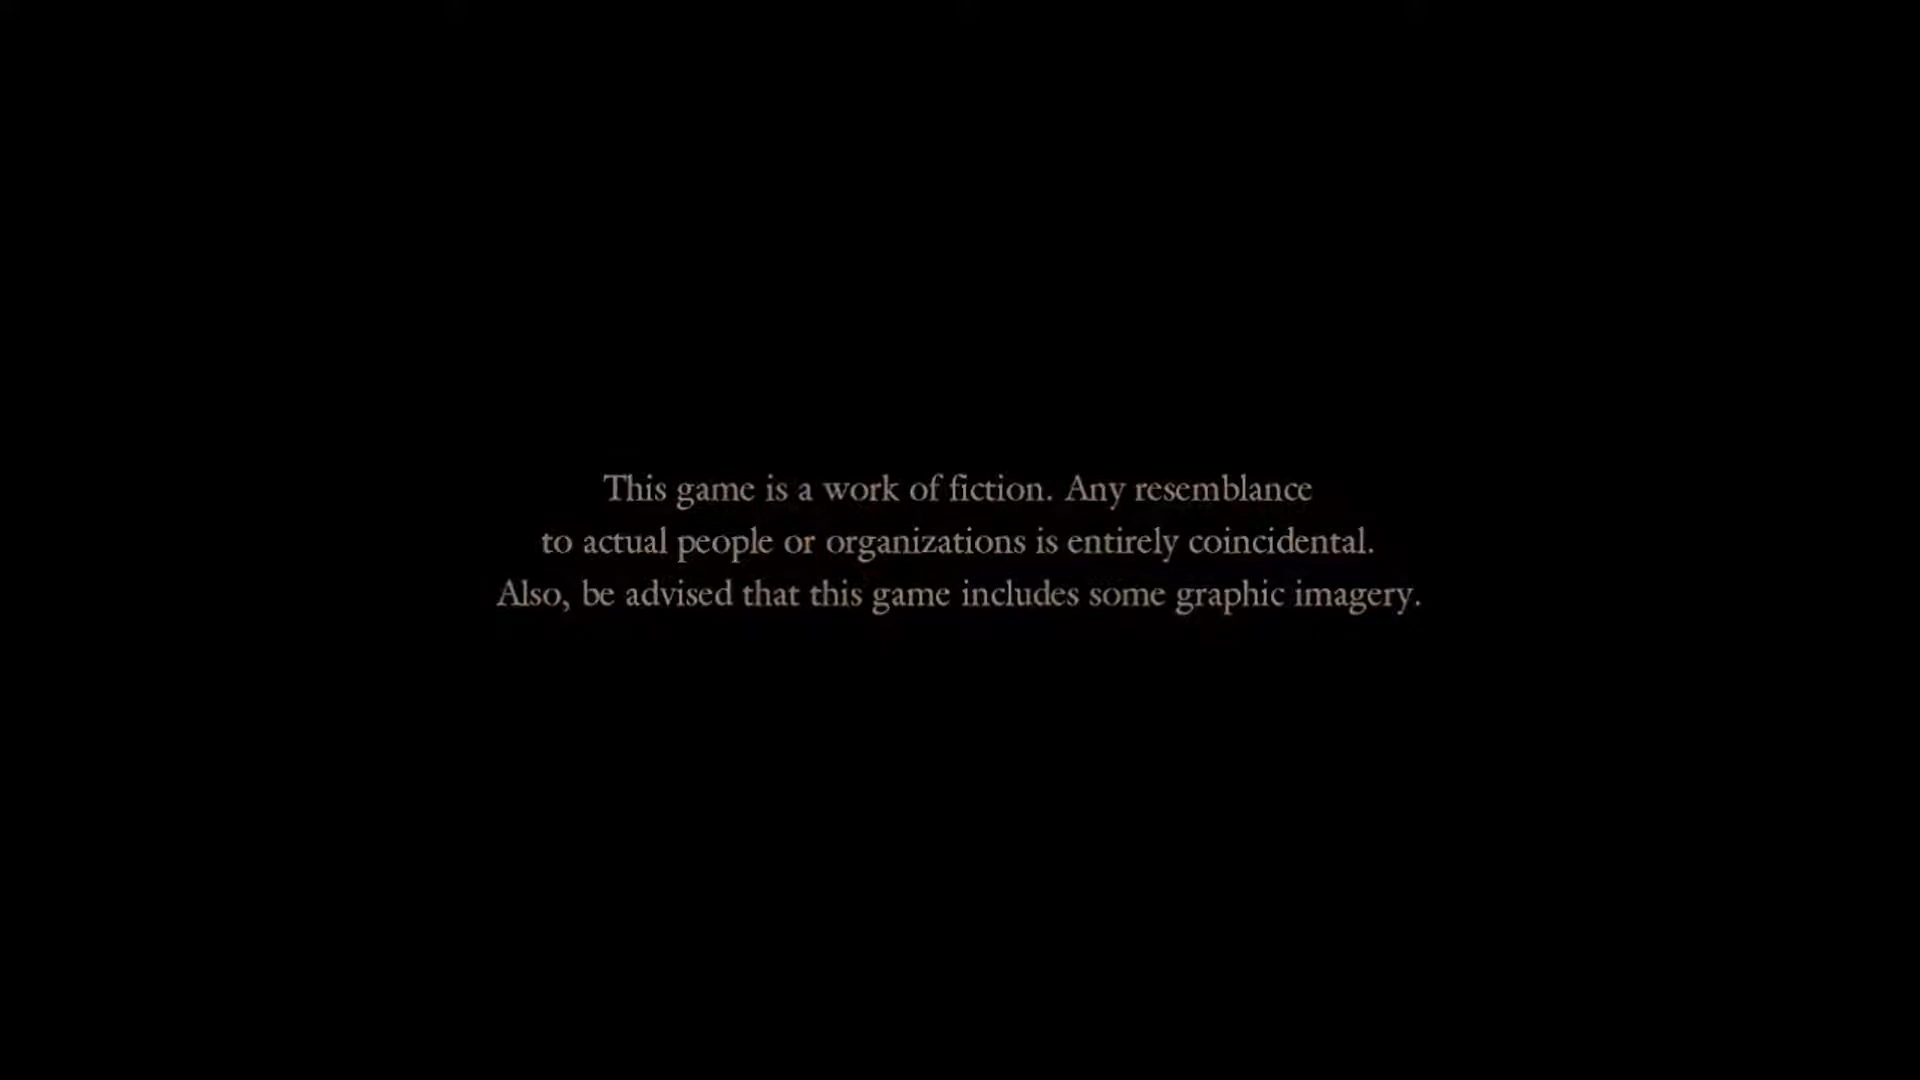 This game is a work of fiction. Any resemblance
to actual people or organizations is entirely coincidental.
Also, be advised that this game includes some graphic imagery.